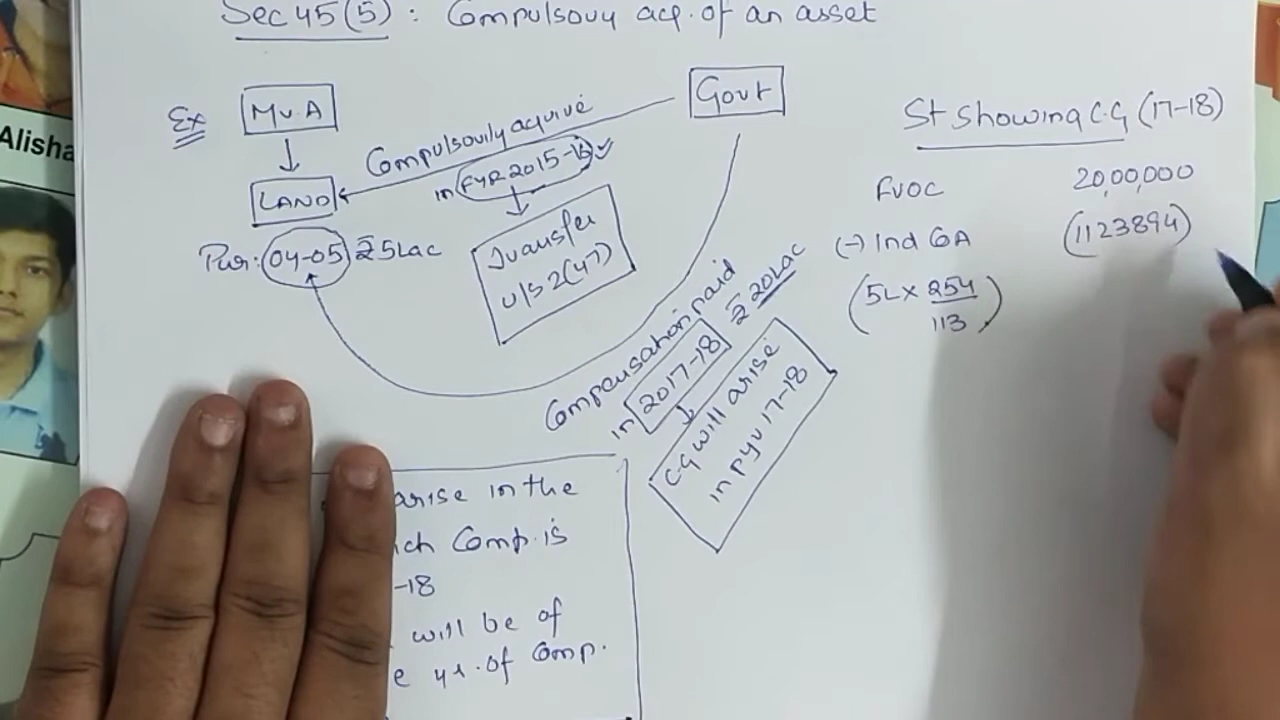 Sec 45(5) : Compulsory acq. of an asset
Ex
Mr. A
Govt
Compulsorily acquire
in FYR 2015-16 ✓
LAND
Pur: 04-05 5Lac
Transfer
u/s 2(47)
Compensation paid
in 2017-18 20Lac
CG will arise
in pyr 17-18
arise in the
ich Comp. is
-18
will be of
e yr. of Comp.
St Showing C.G (17-18)
FVOC 20,00,000
(-) Ind COA (1123894)
(5L × 254
113)
Alisha